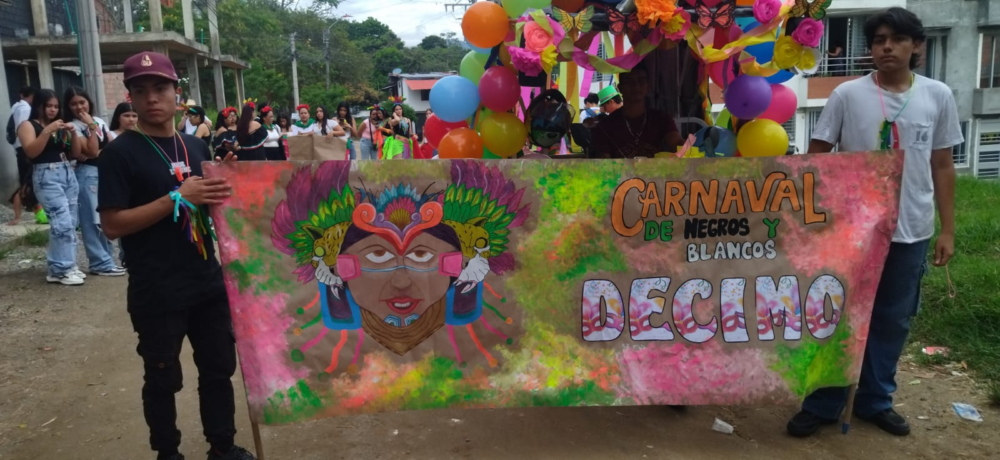 CARNAVAL
DE NEGROS Y
BLANCOS
DECIMO